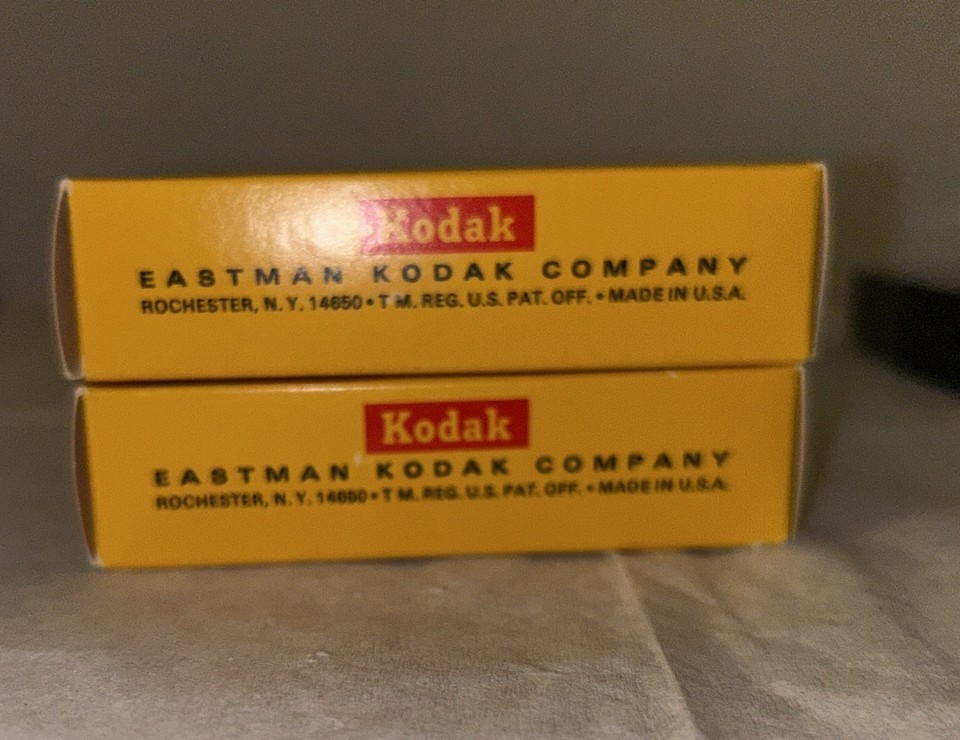 Kodak
EASTMAN KODAK COMPANY
ROCHESTER, N. Y. 14650 • T M. REG. U.S. PAT. OFF. • MADE IN U.S.A.
Kodak
EASTMAN KODAK COMPANY
ROCHESTER, N. Y. 14650 • T M. REG. U.S. PAT. OFF. • MADE IN U.S.A.